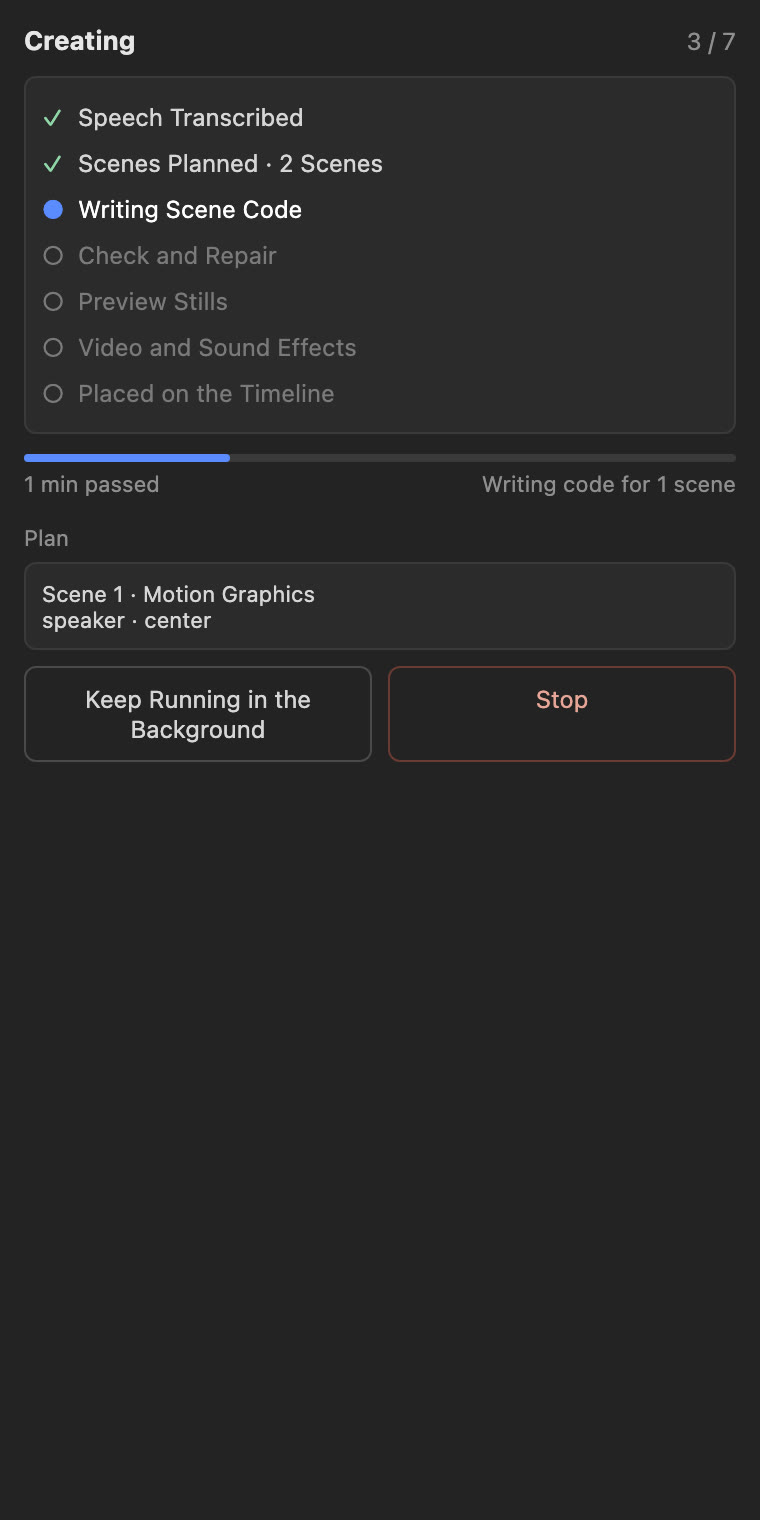 Creating
3 / 7
Speech Transcribed
Scenes Planned · 2 Scenes
Writing Scene Code
Check and Repair
Preview Stills
Video and Sound Effects
Placed on the Timeline
1 min passed
Writing code for 1 scene
Plan
Scene 1 · Motion Graphics
speaker · center
Keep Running in the
Background
Stop